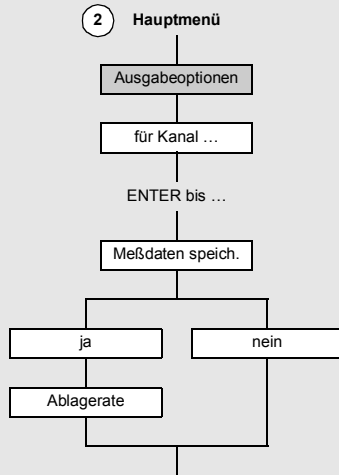 2 Hauptmenü
Ausgabeoptionen
für Kanal …
ENTER bis …
Meßdaten speich.
ja nein
Ablagerate